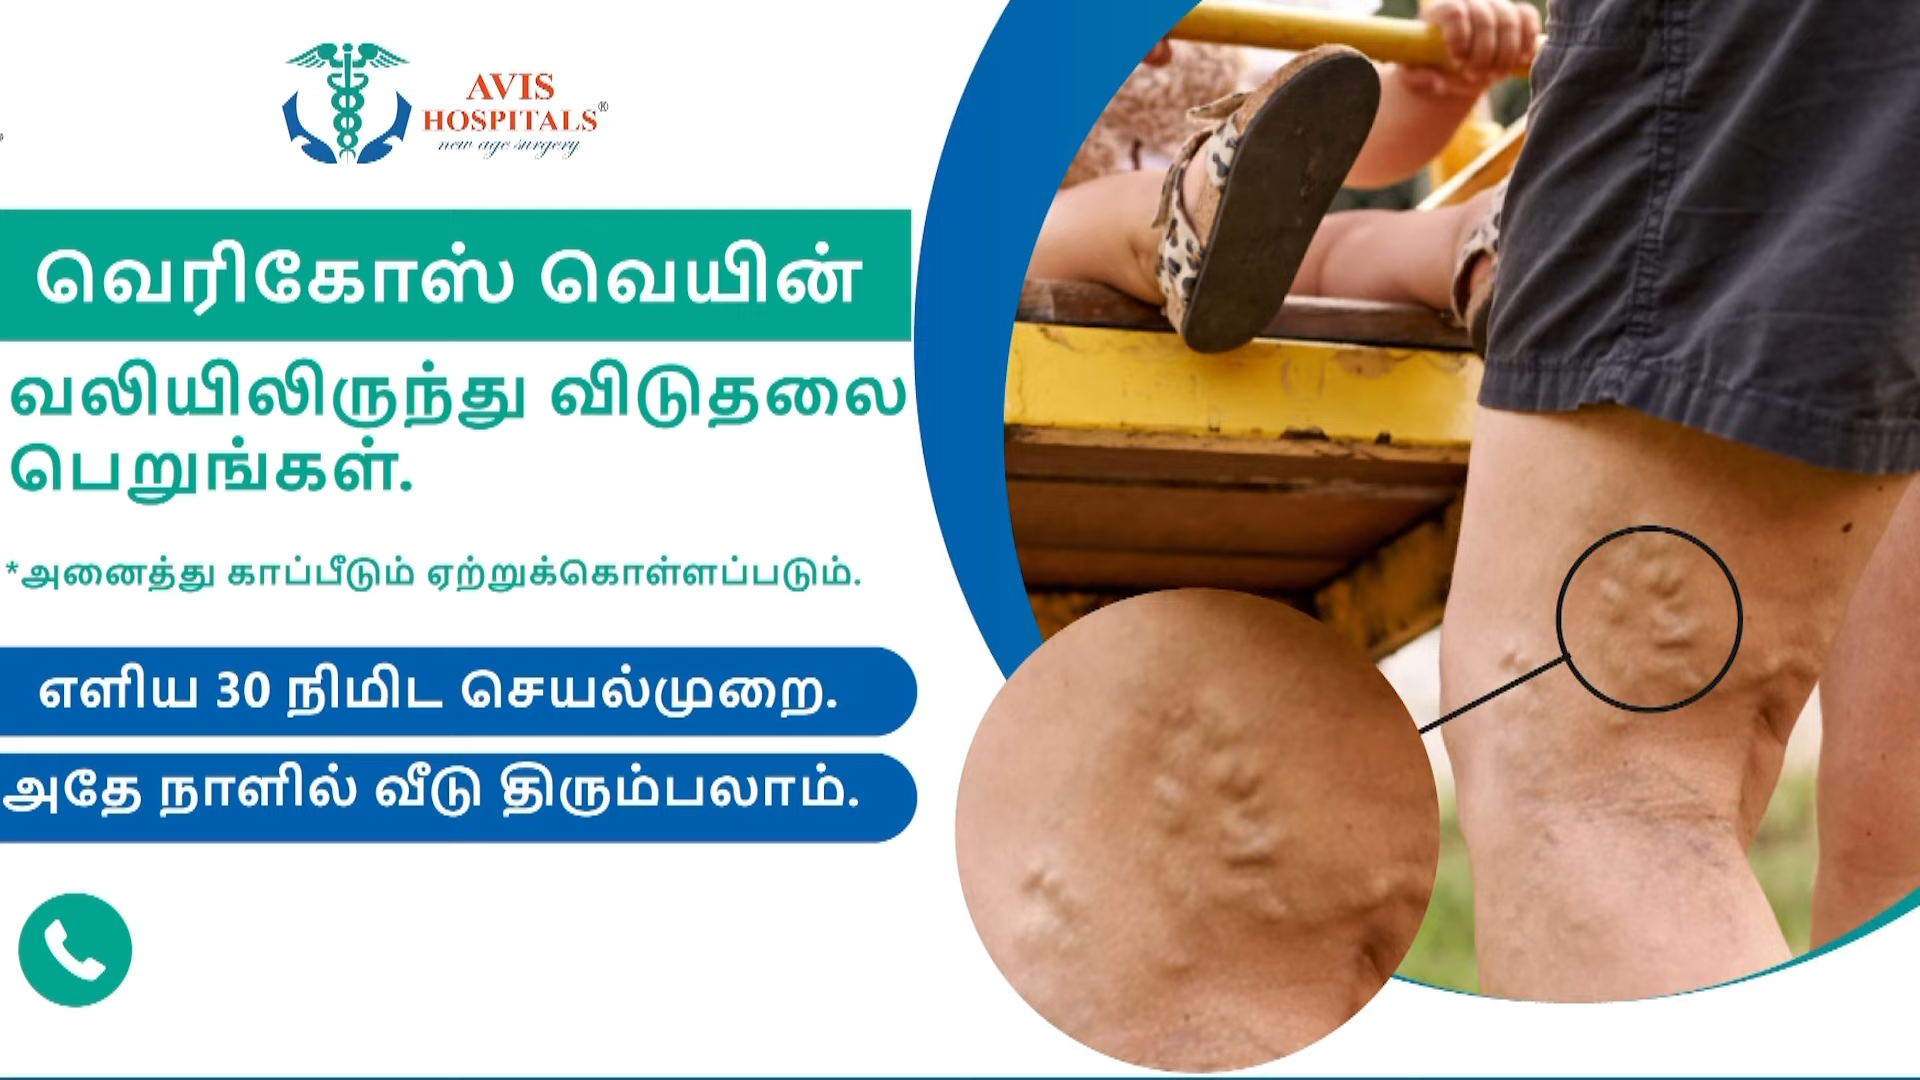 AVIS
HOSPITALS®
new age surgery
வெரிகோஸ் வெயின்
வலியிலிருந்து விடுதலை
பெறுங்கள்.
*அனைத்து காப்பீடும் ஏற்றுக்கொள்ளப்படும்.
எளிய 30 நிமிட செயல்முறை.
அதே நாளில் வீடு திரும்பலாம்.